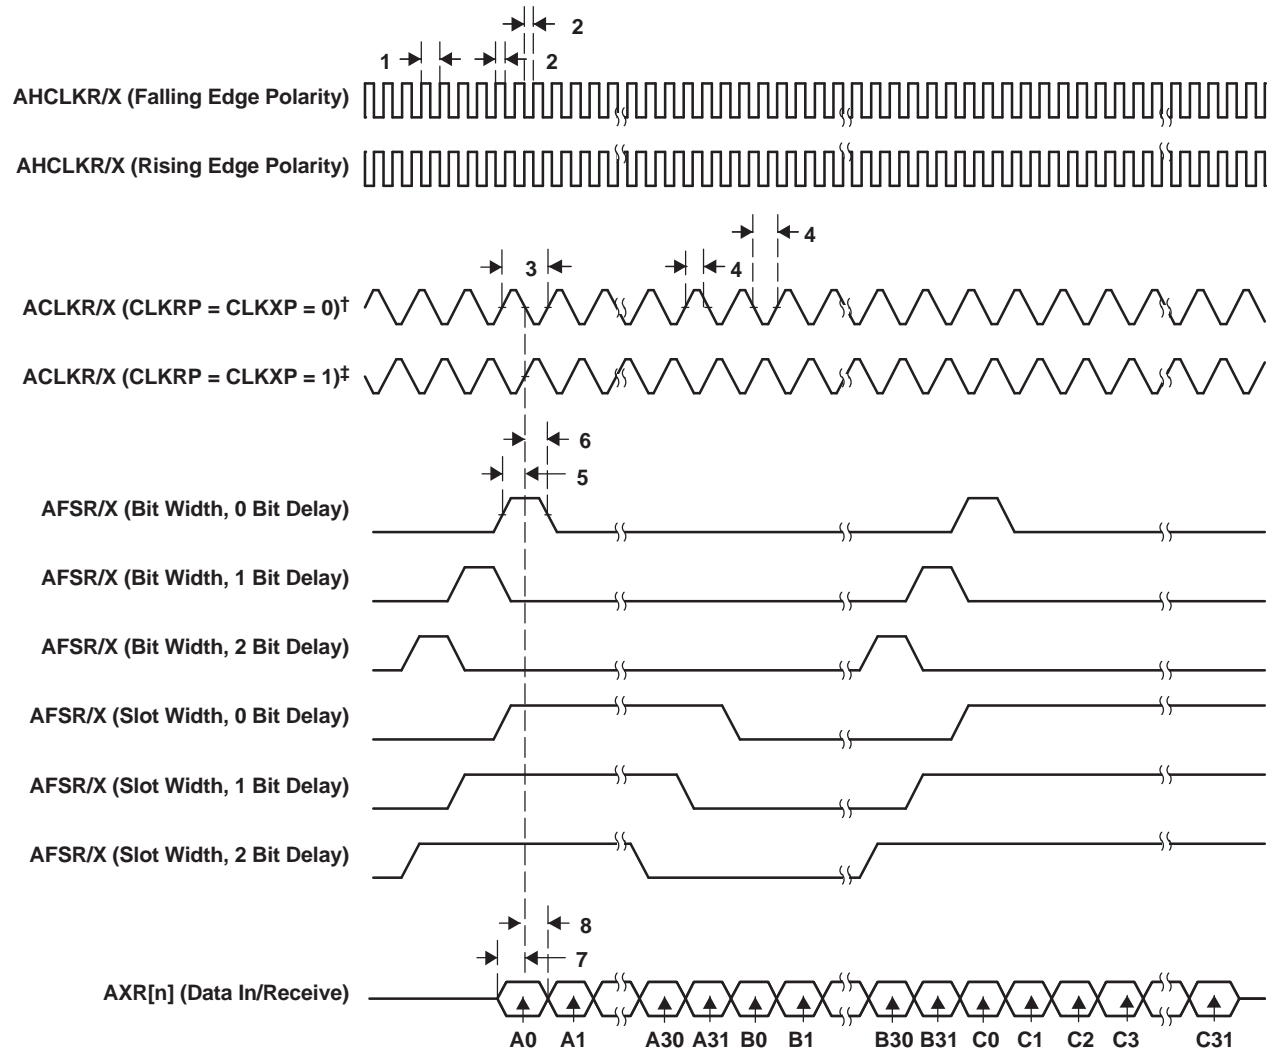 2
1
2
AHCLKR/X (Falling Edge Polarity)
AHCLKR/X (Rising Edge Polarity)
4
3
4
ACLKR/X (CLKRP = CLKXP = 0)†
ACLKR/X (CLKRP = CLKXP = 1)‡
6
5
AFSR/X (Bit Width, 0 Bit Delay)
AFSR/X (Bit Width, 1 Bit Delay)
AFSR/X (Bit Width, 2 Bit Delay)
AFSR/X (Slot Width, 0 Bit Delay)
AFSR/X (Slot Width, 1 Bit Delay)
AFSR/X (Slot Width, 2 Bit Delay)
8
7
AXR[n] (Data In/Receive)
A0 A1 A30 A31 B0 B1 B30 B31 C0 C1 C2 C3 C31